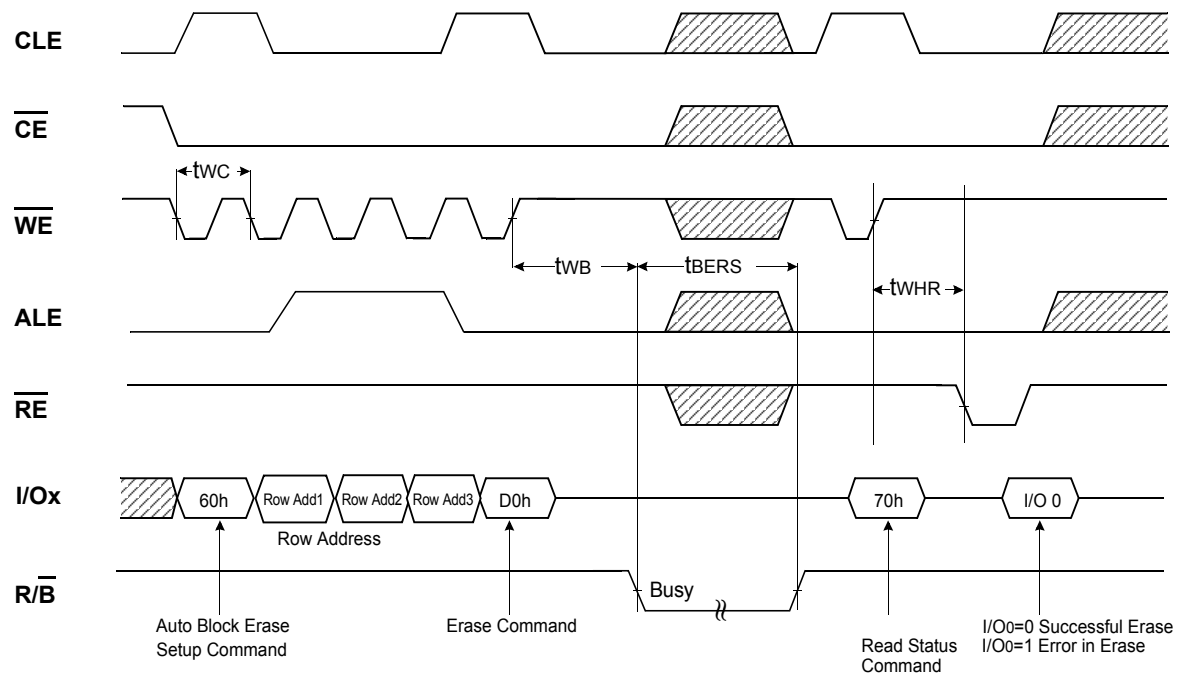 CLE
CE
tWC
WE
tWB
tBERS
tWHR
ALE
RE
I/Ox
60h
Row Add1
Row Add2
Row Add3
D0h
70h
I/O 0
Row Address
R/B
Busy
Auto Block Erase
Setup Command
Erase Command
Read Status
Command
I/O0=0 Successful Erase
I/O0=1 Error in Erase